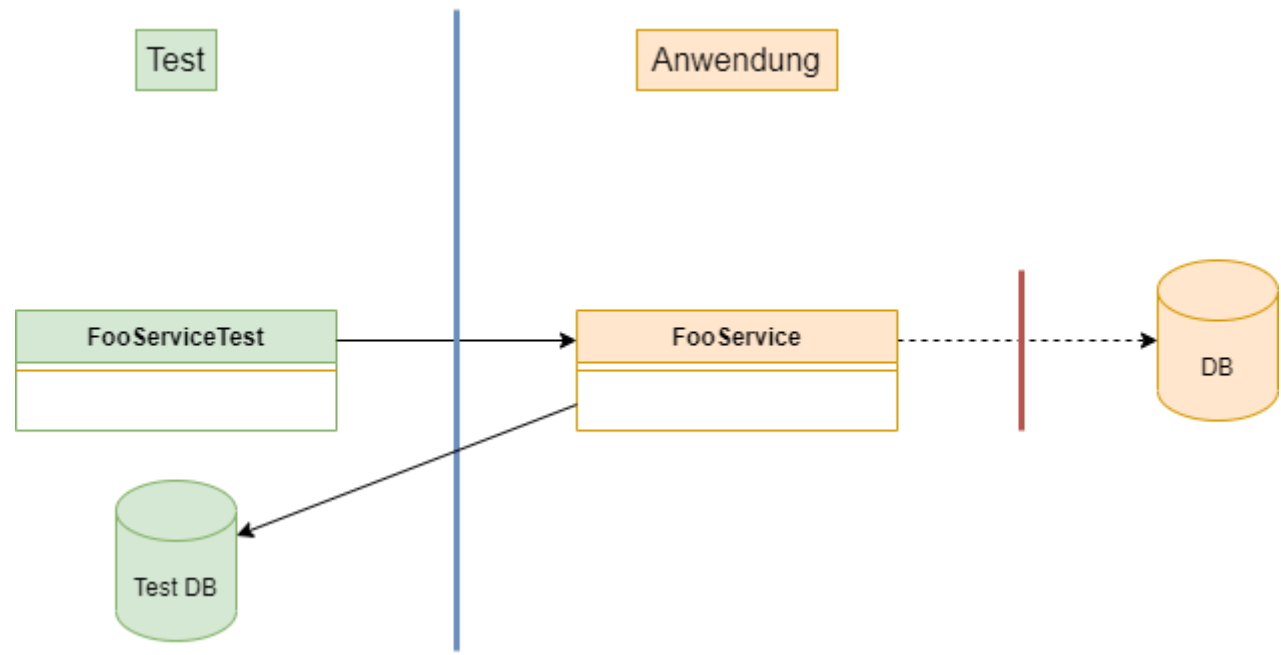 Test
Anwendung
FooServiceTest
FooService
DB
Test DB